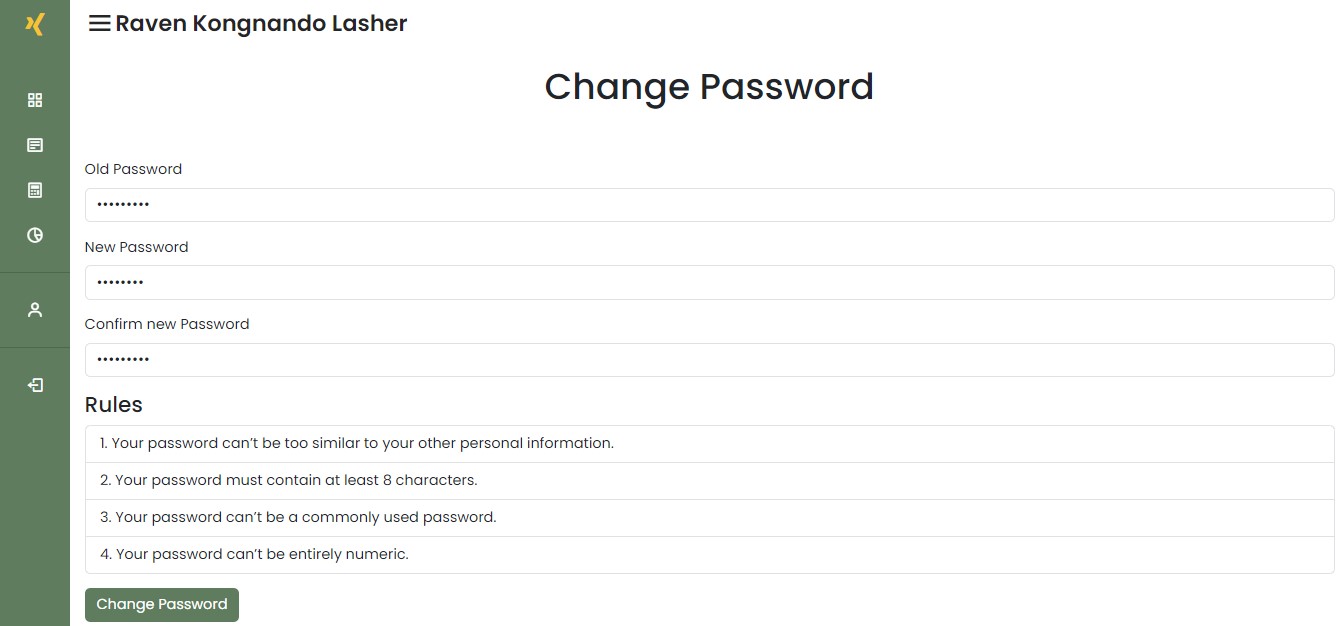 Raven Kongnando Lasher
Change Password
Old Password
•••••••••
New Password
••••••••
Confirm new Password
•••••••••
Rules
1. Your password can’t be too similar to your other personal information.
2. Your password must contain at least 8 characters.
3. Your password can’t be a commonly used password.
4. Your password can’t be entirely numeric.
Change Password